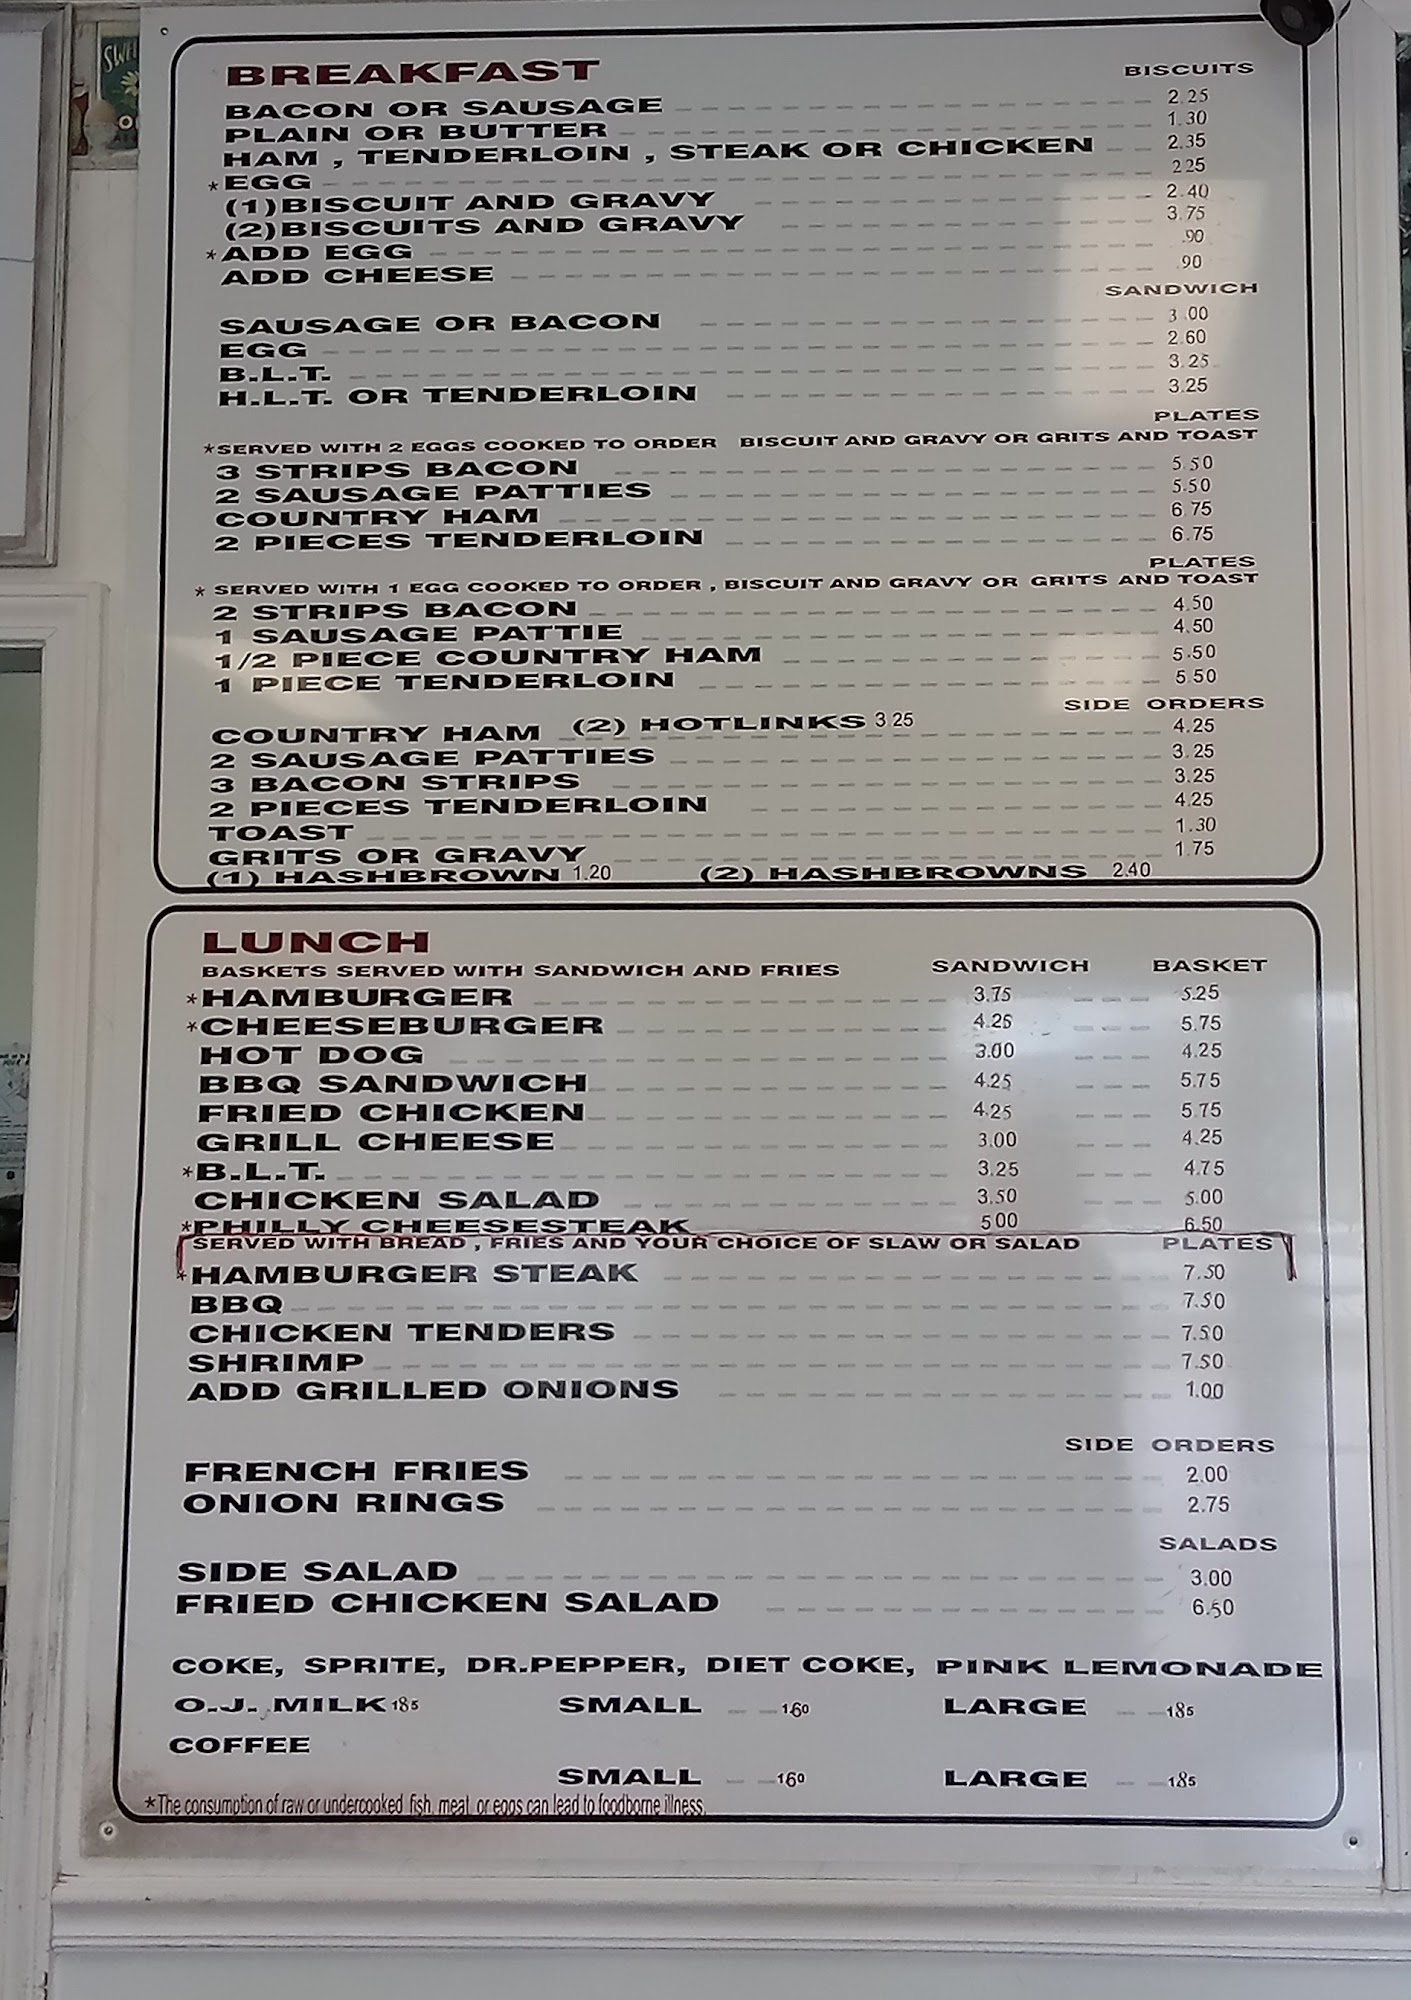 BREAKFAST BISCUITS
BACON OR SAUSAGE 2.25
PLAIN OR BUTTER 1.30
HAM , TENDERLOIN , STEAK OR CHICKEN 2.35
*EGG 2 25
(1)BISCUIT AND GRAVY 2.40
(2)BISCUITS AND GRAVY 3.75
*ADD EGG .90
ADD CHEESE .90
SANDWICH
SAUSAGE OR BACON 3.00
EGG 2.60
B.L.T. 3.25
H.L.T. OR TENDERLOIN 3.25
PLATES
*SERVED WITH 2 EGGS COOKED TO ORDER BISCUIT AND GRAVY OR GRITS AND TOAST
3 STRIPS BACON 5.50
2 SAUSAGE PATTIES 5.50
COUNTRY HAM 6.75
2 PIECES TENDERLOIN 6.75
PLATES
* SERVED WITH 1 EGG COOKED TO ORDER , BISCUIT AND GRAVY OR GRITS AND TOAST
2 STRIPS BACON 4.50
1 SAUSAGE PATTIE 4.50
1/2 PIECE COUNTRY HAM 5.50
1 PIECE TENDERLOIN 5.50
SIDE ORDERS
COUNTRY HAM (2) HOTLINKS 3 25 4.25
2 SAUSAGE PATTIES 3.25
3 BACON STRIPS 3.25
2 PIECES TENDERLOIN 4.25
TOAST 1.30
GRITS OR GRAVY 1.75
(1) HASHBROWN 1.20 (2) HASHBROWNS 2.40
LUNCH
BASKETS SERVED WITH SANDWICH AND FRIES SANDWICH BASKET
*HAMBURGER 3.75 5.25
*CHEESEBURGER 4.25 5.75
HOT DOG 3.00 4.25
BBQ SANDWICH 4.25 5.75
FRIED CHICKEN 4.25 5.75
GRILL CHEESE 3.00 4.25
*B.L.T. 3.25 4.75
CHICKEN SALAD 3.50 5.00
*PHILLY CHEESESTEAK 5 00 6.50
SERVED WITH BREAD , FRIES AND YOUR CHOICE OF SLAW OR SALAD PLATES
*HAMBURGER STEAK 7.50
BBQ 7.50
CHICKEN TENDERS 7.50
SHRIMP 7.50
ADD GRILLED ONIONS 1.00
SIDE ORDERS
FRENCH FRIES 2.00
ONION RINGS 2.75
SALADS
SIDE SALAD 3.00
FRIED CHICKEN SALAD 6.50
COKE, SPRITE, DR.PEPPER, DIET COKE, PINK LEMONADE
O.J. MILK 185 SMALL 160 LARGE 185
COFFEE
SMALL 160 LARGE 185
*The consumption of raw or undercooked fish, meat, or eggs can lead to foodborne illness.